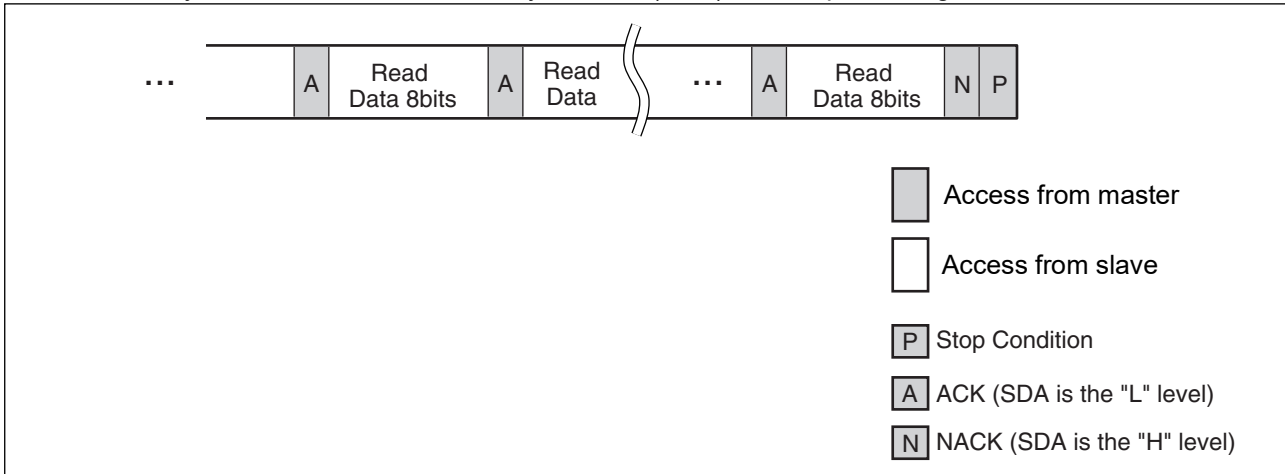 ... A Read Data 8bits A Read Data ... A Read Data 8bits N P
Access from master
Access from slave
P Stop Condition
A ACK (SDA is the "L" level)
N NACK (SDA is the "H" level)